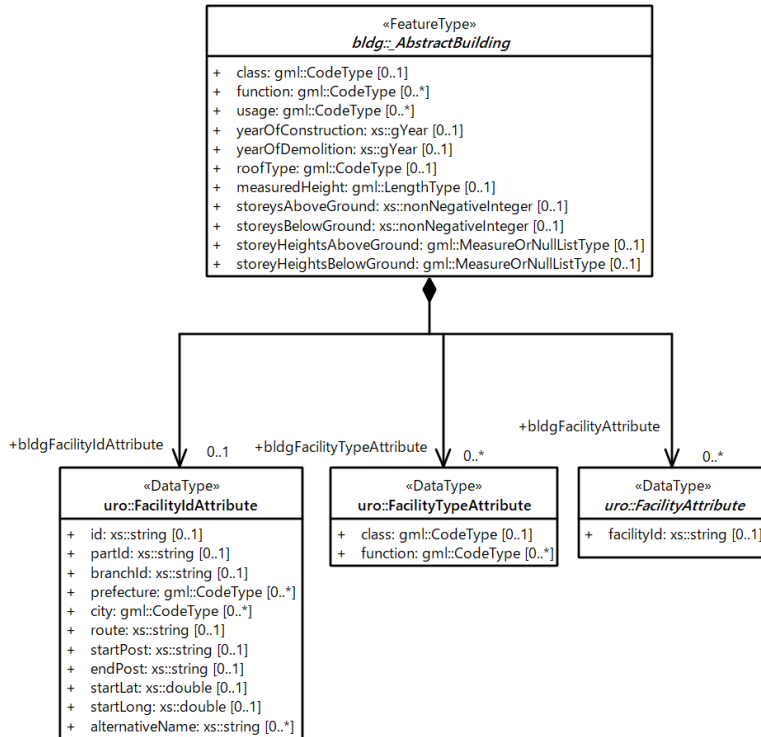 «FeatureType»
bldg::_AbstractBuilding
+ class: gml::CodeType [0..1]
+ function: gml::CodeType [0..*]
+ usage: gml::CodeType [0..*]
+ yearOfConstruction: xs::gYear [0..1]
+ yearOfDemolition: xs::gYear [0..1]
+ roofType: gml::CodeType [0..1]
+ measuredHeight: gml::LengthType [0..1]
+ storeysAboveGround: xs::nonNegativeInteger [0..1]
+ storeysBelowGround: xs::nonNegativeInteger [0..1]
+ storeyHeightsAboveGround: gml::MeasureOrNullListType [0..1]
+ storeyHeightsBelowGround: gml::MeasureOrNullListType [0..1]
+bldgFacilityIdAttribute
0..1
+bldgFacilityTypeAttribute
0..*
+bldgFacilityAttribute
0..*
«DataType»
uro::FacilityIdAttribute
+ id: xs::string [0..1]
+ partId: xs::string [0..1]
+ branchId: xs::string [0..1]
+ prefecture: gml::CodeType [0..*]
+ city: gml::CodeType [0..*]
+ route: xs::string [0..1]
+ startPost: xs::string [0..1]
+ endPost: xs::string [0..1]
+ startLat: xs::double [0..1]
+ startLong: xs::double [0..1]
+ alternativeName: xs::string [0..*]
«DataType»
uro::FacilityTypeAttribute
+ class: gml::CodeType [0..1]
+ function: gml::CodeType [0..*]
«DataType»
uro::FacilityAttribute
+ facilityId: xs::string [0..1]